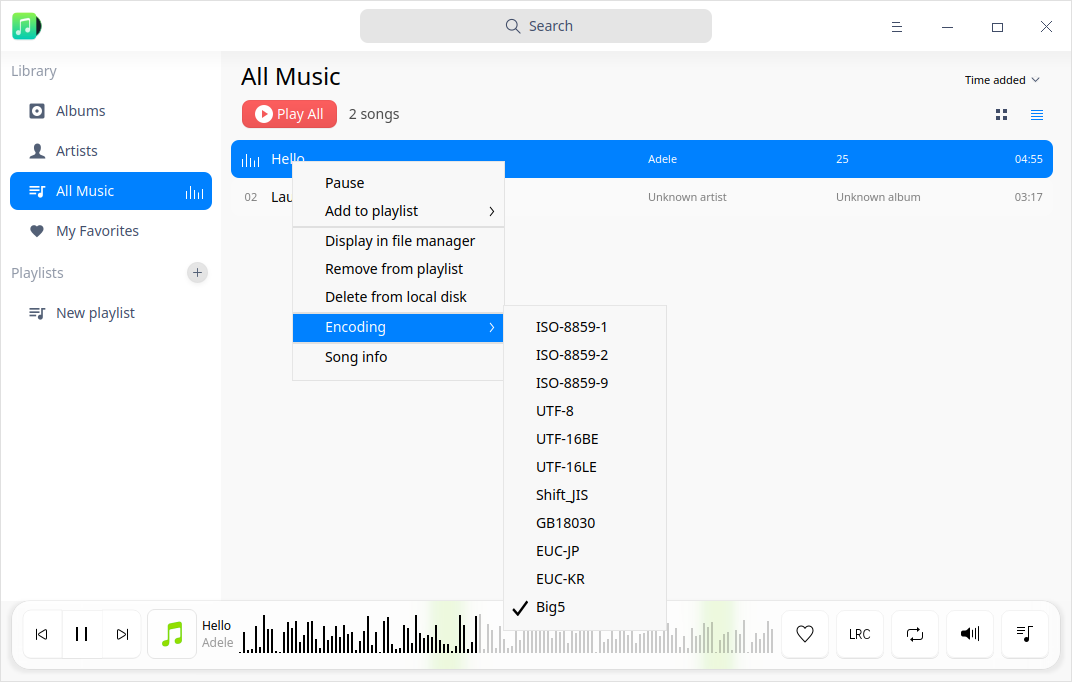 Search
Library
Albums
Artists
All Music
My Favorites
Playlists
New playlist
All Music
Time added
Play All
2 songs
Hello Adele 25 04:55
02 Lau Unknown artist Unknown album 03:17
Pause
Add to playlist
Display in file manager
Remove from playlist
Delete from local disk
Encoding
Song info
ISO-8859-1
ISO-8859-2
ISO-8859-9
UTF-8
UTF-16BE
UTF-16LE
Shift_JIS
GB18030
EUC-JP
EUC-KR
Big5
Hello
Adele
LRC